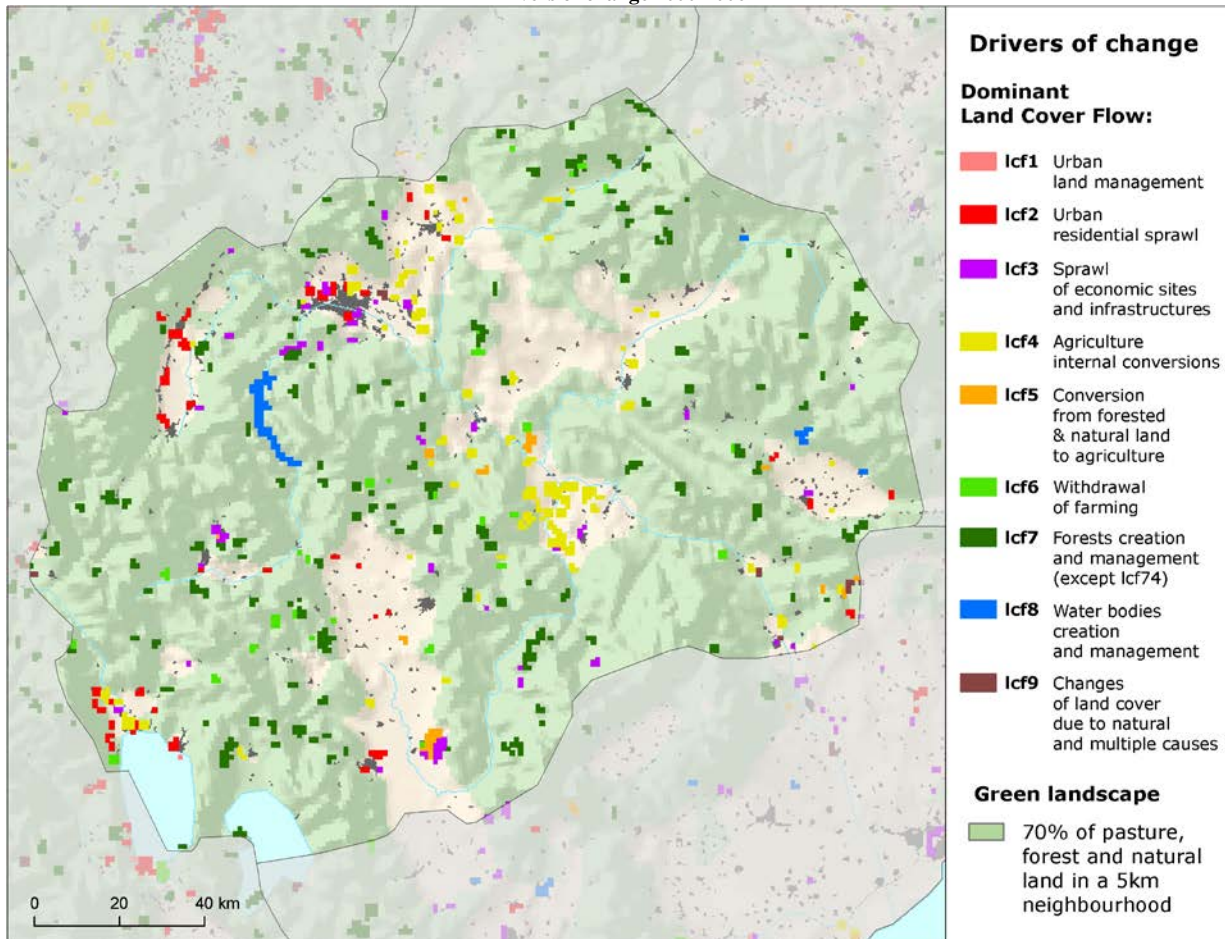 Drivers of change
Dominant
Land Cover Flow:
lcf1 Urban
land management
lcf2 Urban
residential sprawl
lcf3 Sprawl
of economic sites
and infrastructures
lcf4 Agriculture
internal conversions
lcf5 Conversion
from forested
& natural land
to agriculture
lcf6 Withdrawal
of farming
lcf7 Forests creation
and management
(except lcf74)
lcf8 Water bodies
creation
and management
lcf9 Changes
of land cover
due to natural
and multiple causes
Green landscape
70% of pasture,
forest and natural
land in a 5km
neighbourhood
0 20 40 km